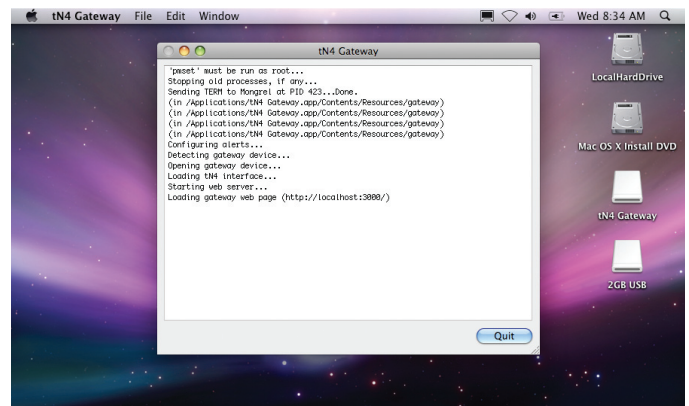 tN4 Gateway File Edit Window Wed 8:34 AM
tN4 Gateway
'pmset' must be run as root...
Stopping old processes, if any...
Sending TERM to Mongrel at PID 423...Done.
(in /Applications/tN4 Gateway.app/Contents/Resources/gateway)
(in /Applications/tN4 Gateway.app/Contents/Resources/gateway)
(in /Applications/tN4 Gateway.app/Contents/Resources/gateway)
(in /Applications/tN4 Gateway.app/Contents/Resources/gateway)
Configuring alerts...
Detecting gateway device...
Opening gateway device...
Loading tN4 interface...
Starting web server...
Loading gateway web page (http://localhost:3000/)
Quit
LocalHardDrive
Mac OS X Install DVD
tN4 Gateway
2GB USB